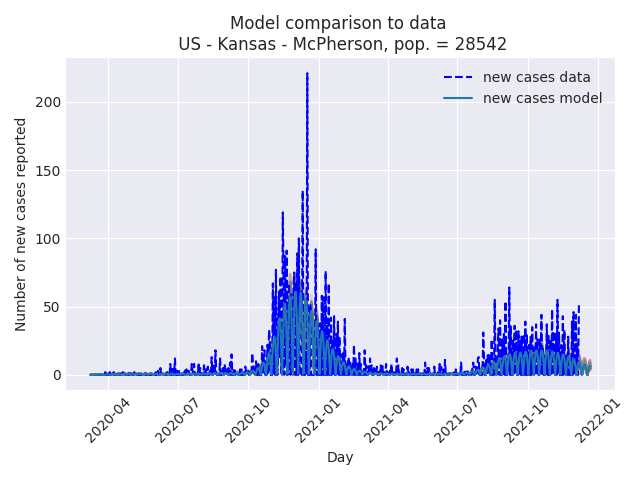 Model comparison to data
US - Kansas - McPherson, pop. = 28542
new cases data
new cases model
Number of new cases reported
200
150
100
50
0
2020-04
2020-07
2020-10
2021-01
2021-04
2021-07
2021-10
2022-01
Day